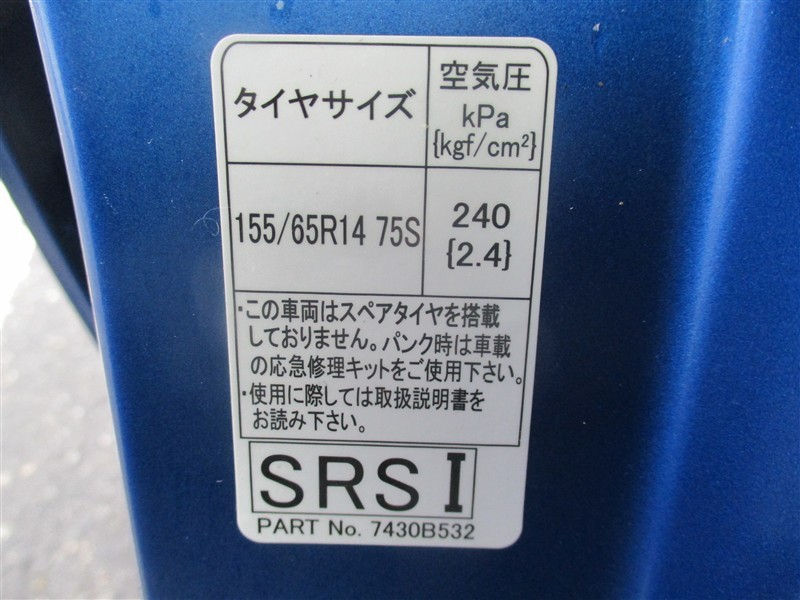 タイヤサイズ
空気圧
kPa
{kgf/cm²}
155/65R14 75S
240
{2.4}
・この車両はスペアタイヤを搭載
しておりません。パンク時は車載
の応急修理キットをご使用下さい。
・使用に際しては取扱説明書を
お読み下さい。
SRS I
PART No. 7430B532